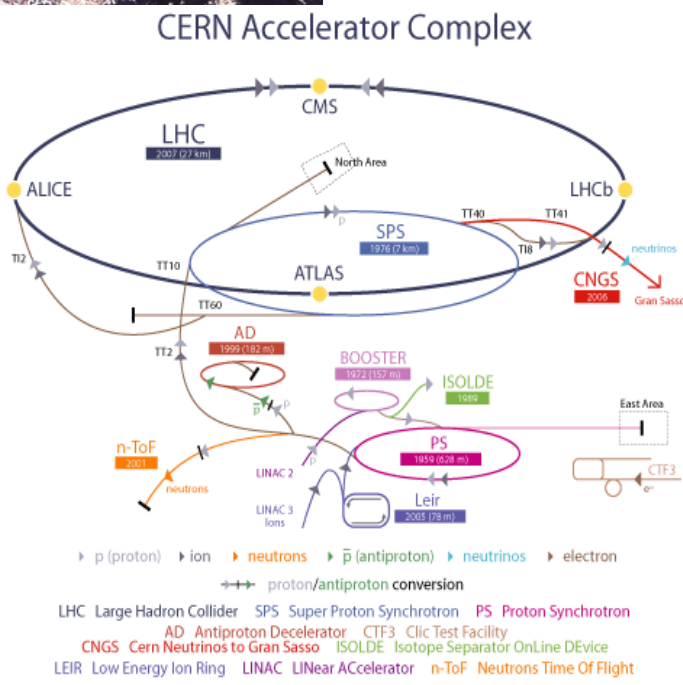 CERN Accelerator Complex
CMS
LHC
2007 (27 km)
North Area
ALICE
LHCb
p
TT40
TT41
SPS
1976 (7 km)
TI8
TI2
TT10
neutrinos
ATLAS
CNGS
2006
Gran Sasso
TT60
AD
1999 (182 m)
TT2
BOOSTER
1972 (157 m)
ISOLDE
1989
East Area
p̅
p
n-ToF
2001
PS
1959 (628 m)
p
LINAC 2
CTF3
neutrons
e⁻
LINAC 3
Ions
Leir
2005 (78 m)
p (proton) ion neutrons p̅ (antiproton) neutrinos electron
proton/antiproton conversion
LHC Large Hadron Collider SPS Super Proton Synchrotron PS Proton Synchrotron
AD Antiproton Decelerator CTF3 Clic Test Facility
CNGS Cern Neutrinos to Gran Sasso ISOLDE Isotope Separator OnLine DEvice
LEIR Low Energy Ion Ring LINAC LINear ACcelerator n-ToF Neutrons Time Of Flight